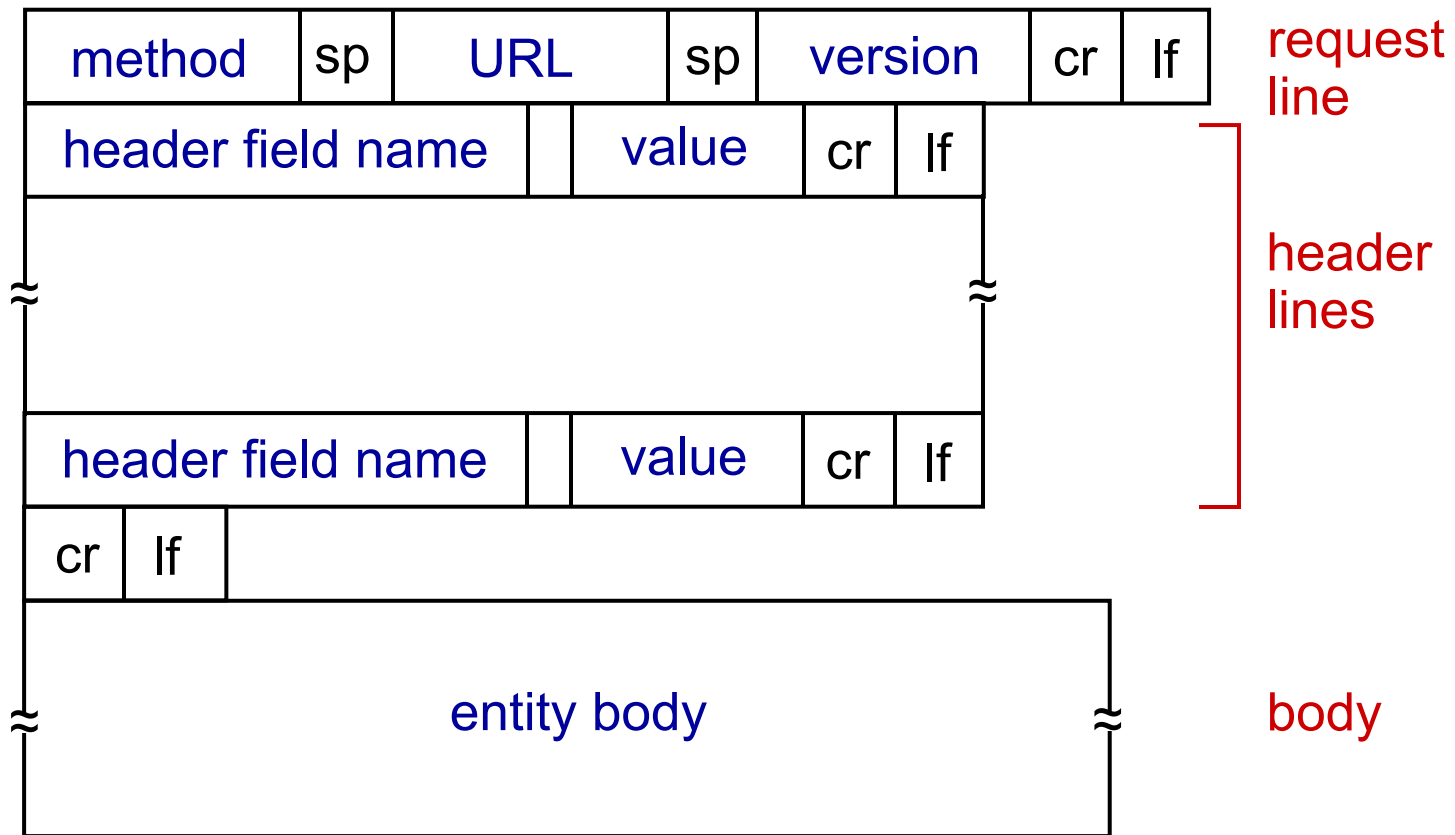 method sp URL sp version cr lf
request
line
header field name value cr lf
header
lines
header field name value cr lf
cr lf
entity body
body